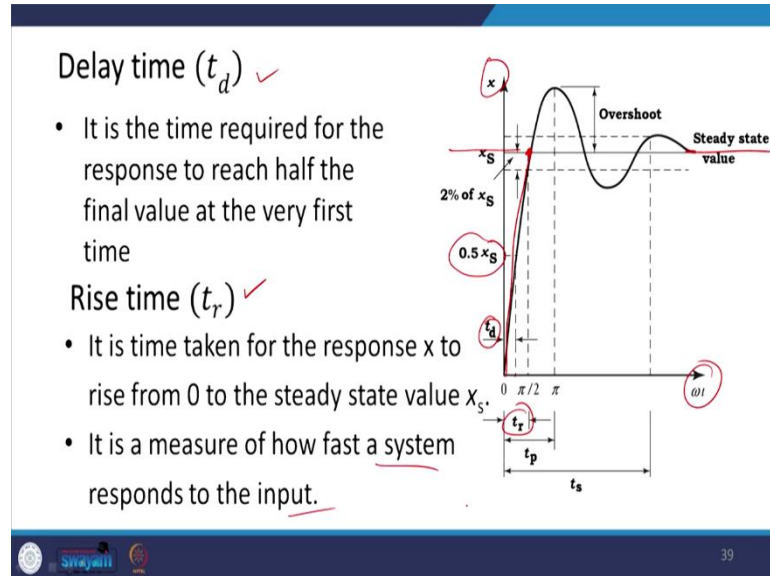 Delay time (t_d)
• It is the time required for the
response to reach half the
final value at the very first
time
Rise time (t_r)
• It is time taken for the response x to
rise from 0 to the steady state value x_s.
• It is a measure of how fast a system
responds to the input.
x
Overshoot
Steady state
value
x_S
2% of x_S
0.5 x_S
t_d
0 π/2 π
ωt
t_r
t_p
t_s
swayam
39